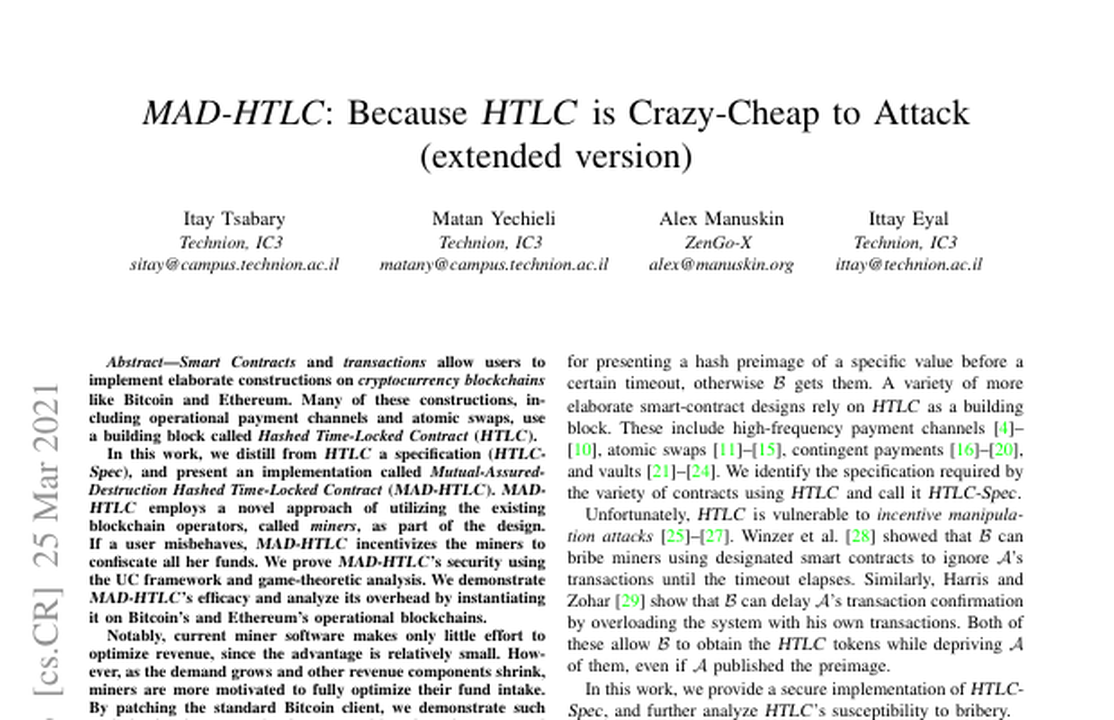 MAD-HTLC: Because HTLC is Crazy-Cheap to Attack
(extended version)
Itay Tsabary
Technion, IC3
sitay@campus.technion.ac.il
Matan Yechieli
Technion, IC3
matany@campus.technion.ac.il
Alex Manuskin
ZenGo-X
alex@manuskin.org
Ittay Eyal
Technion, IC3
ittay@technion.ac.il
[cs.CR] 25 Mar 2021
Abstract—Smart Contracts and transactions allow users to
implement elaborate constructions on cryptocurrency blockchains
like Bitcoin and Ethereum. Many of these constructions, in-
cluding operational payment channels and atomic swaps, use
a building block called Hashed Time-Locked Contract (HTLC).
In this work, we distill from HTLC a specification (HTLC-
Spec), and present an implementation called Mutual-Assured-
Destruction Hashed Time-Locked Contract (MAD-HTLC). MAD-
HTLC employs a novel approach of utilizing the existing
blockchain operators, called miners, as part of the design.
If a user misbehaves, MAD-HTLC incentivizes the miners to
confiscate all her funds. We prove MAD-HTLC's security using
the UC framework and game-theoretic analysis. We demonstrate
MAD-HTLC's efficacy and analyze its overhead by instantiating
it on Bitcoin's and Ethereum's operational blockchains.
Notably, current miner software makes only little effort to
optimize revenue, since the advantage is relatively small. How-
ever, as the demand grows and other revenue components shrink,
miners are more motivated to fully optimize their fund intake.
By patching the standard Bitcoin client, we demonstrate such
for presenting a hash preimage of a specific value before a
certain timeout, otherwise B gets them. A variety of more
elaborate smart-contract designs rely on HTLC as a building
block. These include high-frequency payment channels [4]–
[10], atomic swaps [11]–[15], contingent payments [16]–[20],
and vaults [21]–[24]. We identify the specification required by
the variety of contracts using HTLC and call it HTLC-Spec.
Unfortunately, HTLC is vulnerable to incentive manipula-
tion attacks [25]–[27]. Winzer et al. [28] showed that B can
bribe miners using designated smart contracts to ignore A's
transactions until the timeout elapses. Similarly, Harris and
Zohar [29] show that B can delay A's transaction confirmation
by overloading the system with his own transactions. Both of
these allow B to obtain the HTLC tokens while depriving A
of them, even if A published the preimage.
In this work, we provide a secure implementation of HTLC-
Spec, and further analyze HTLC's susceptibility to bribery.